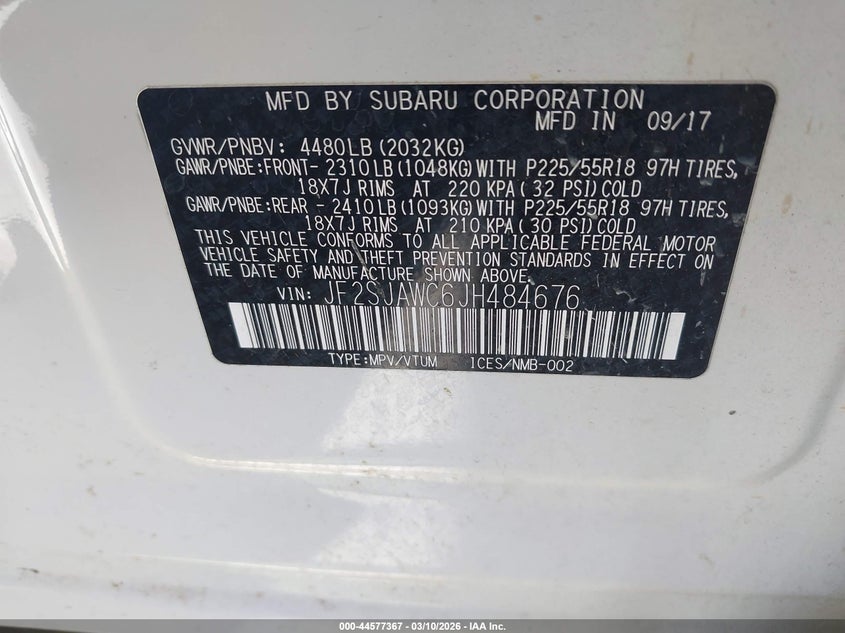 MFD BY SUBARU CORPORATION
MFD IN 09/17
GVWR/PNBV: 4480LB(2032KG)
GAWR/PNBE:FRONT- 2310LB(1048KG)WITH P225/55R18 97H TIRES,
18X7J RIMS AT 220 KPA( 32 PSI)COLD
GAWR/PNBE:REAR - 2410LB(1093KG)WITH P225/55R18 97H TIRES,
18X7J RIMS AT 210 KPA( 30 PSI)COLD
THIS VEHICLE CONFORMS TO ALL APPLICABLE FEDERAL MOTOR
VEHICLE SAFETY AND THEFT PREVENTION STANDARDS IN EFFECT ON
THE DATE OF MANUFACTURE SHOWN ABOVE.
VIN: JF2SJAWC6JH484676
TYPE:MPV/VTUM ICES/NMB-002
000-44577367 | 03/10/2026 - IAA Inc.